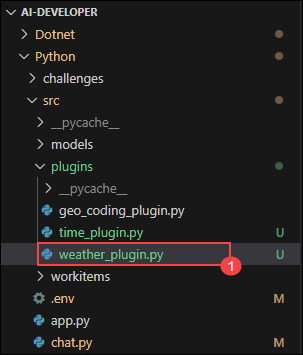 AI-DEVELOPER
Dotnet
Python
challenges
src
__pycache__
models
plugins
__pycache__
geo_coding_plugin.py
time_plugin.py U
weather_plugin.py 1 U
workitems
.env M
app.py
chat.py M